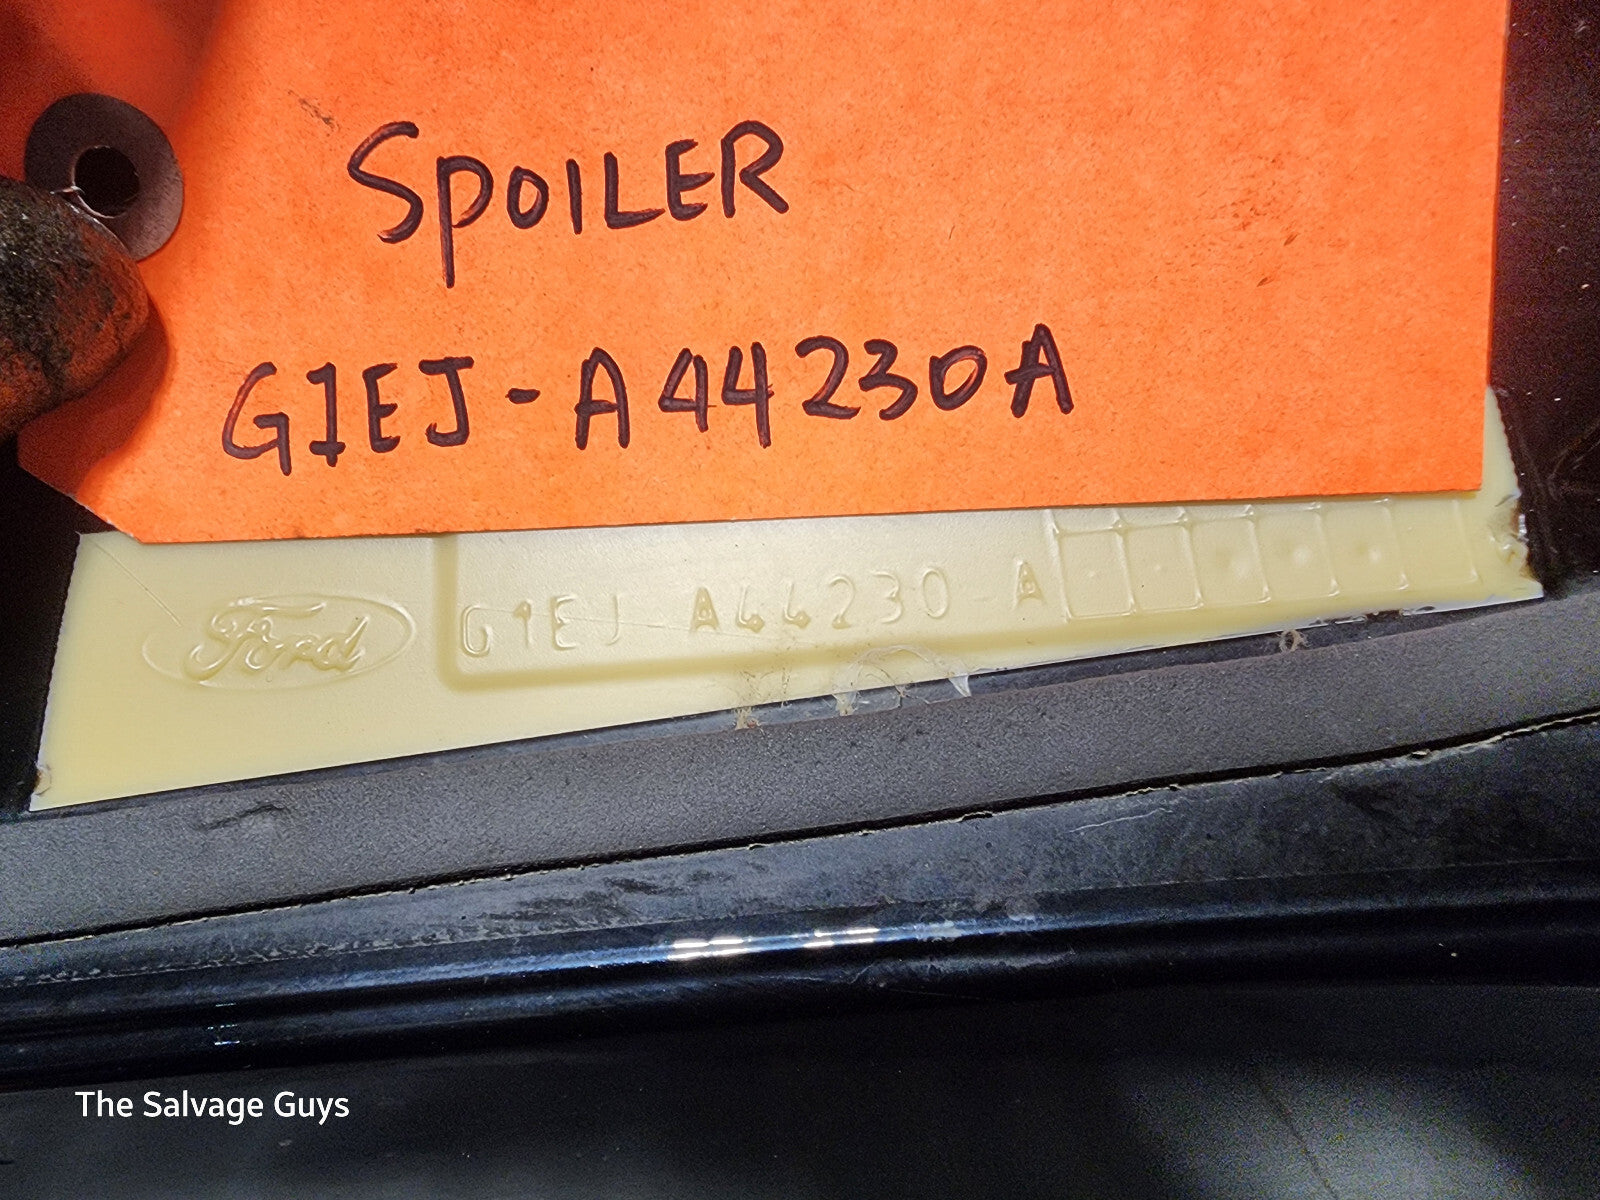 SPOILER
G1EJ-A44230A
Ford
G1EJ A44230 A
The Salvage Guys